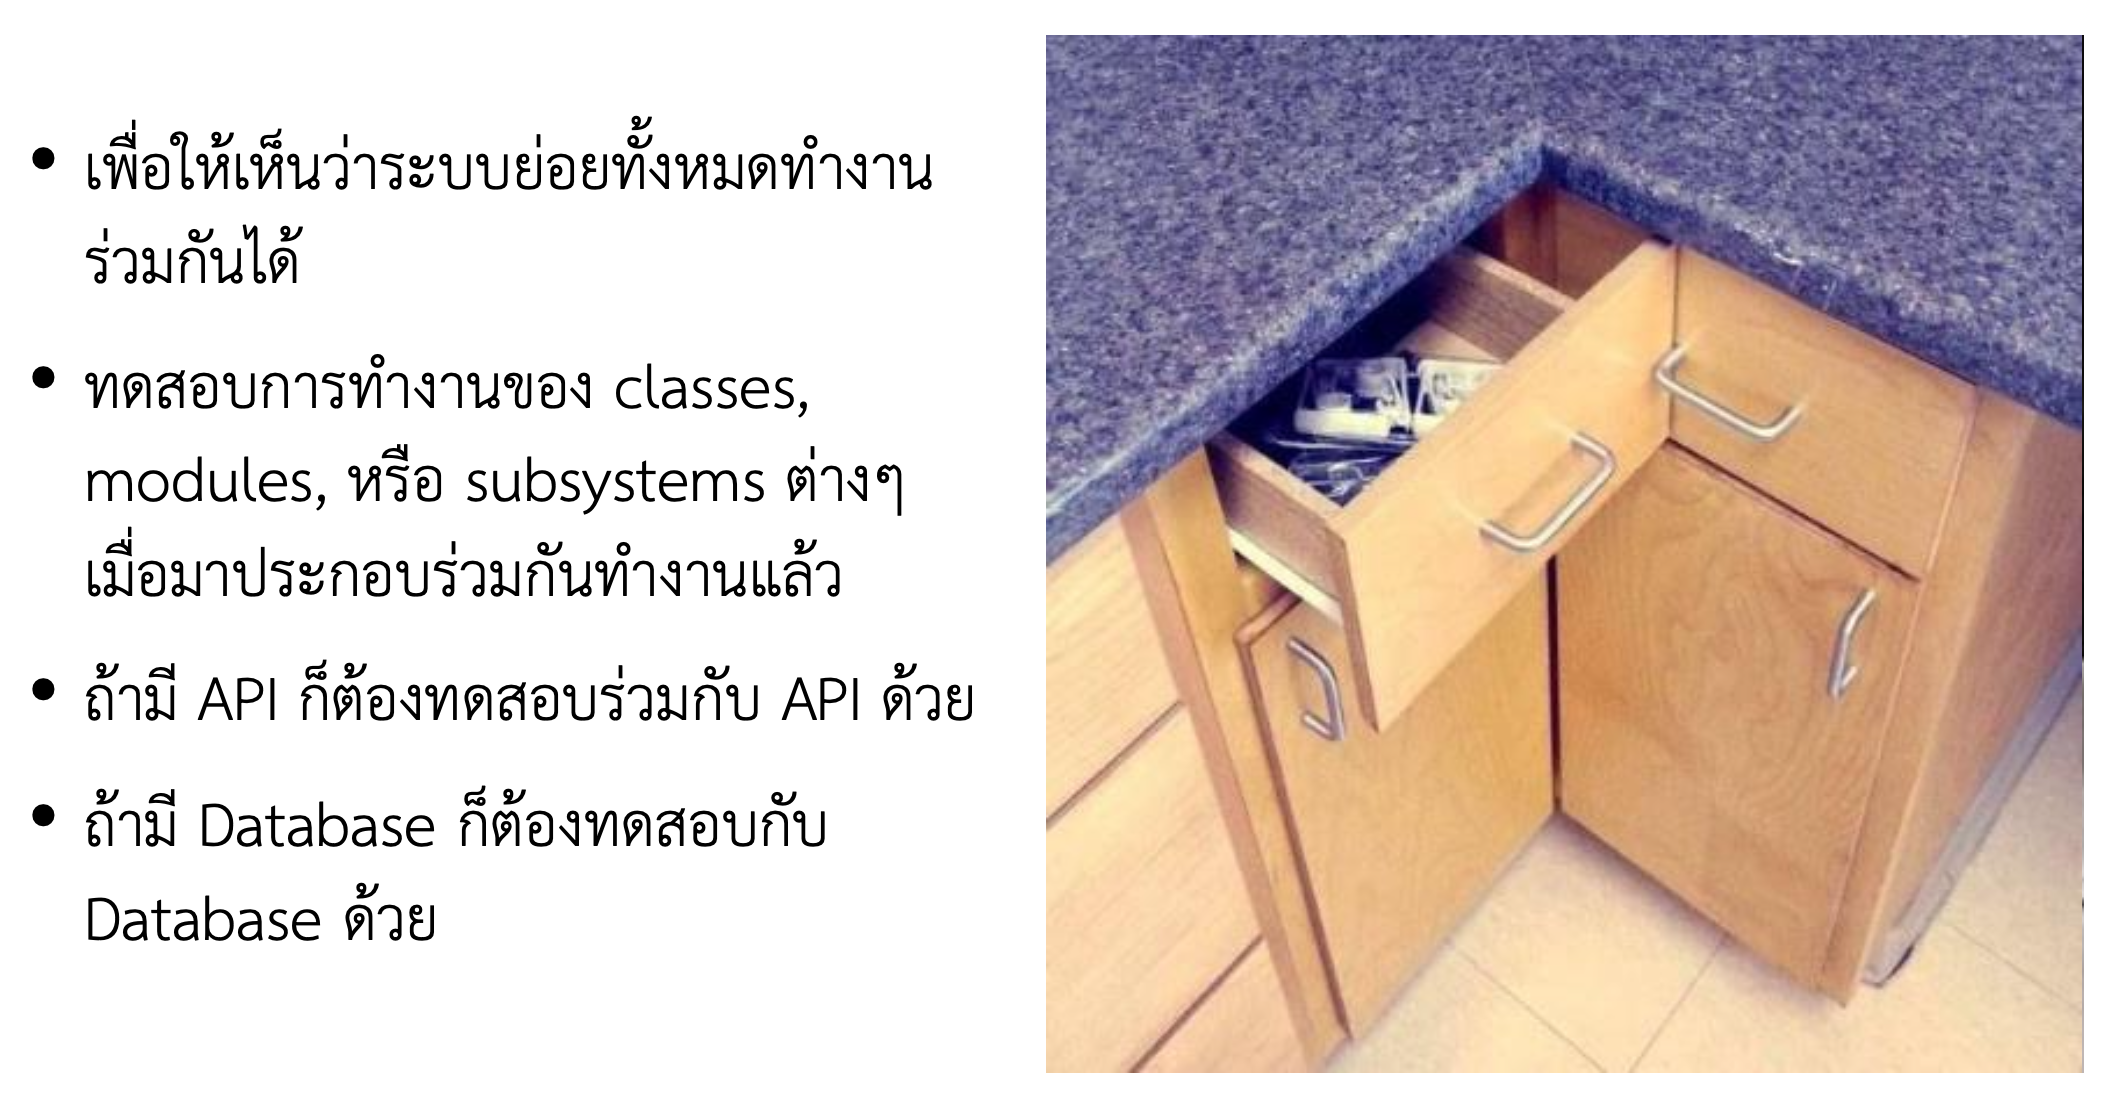 • เพื่อให้เห็นว่าระบบย่อยทั้งหมดทำงาน
ร่วมกันได้
• ทดสอบการทำงานของ classes,
modules, หรือ subsystems ต่างๆ
เมื่อมาประกอบร่วมกันทำงานแล้ว
• ถ้ามี API ก็ต้องทดสอบร่วมกับ API ด้วย
• ถ้ามี Database ก็ต้องทดสอบกับ
Database ด้วย